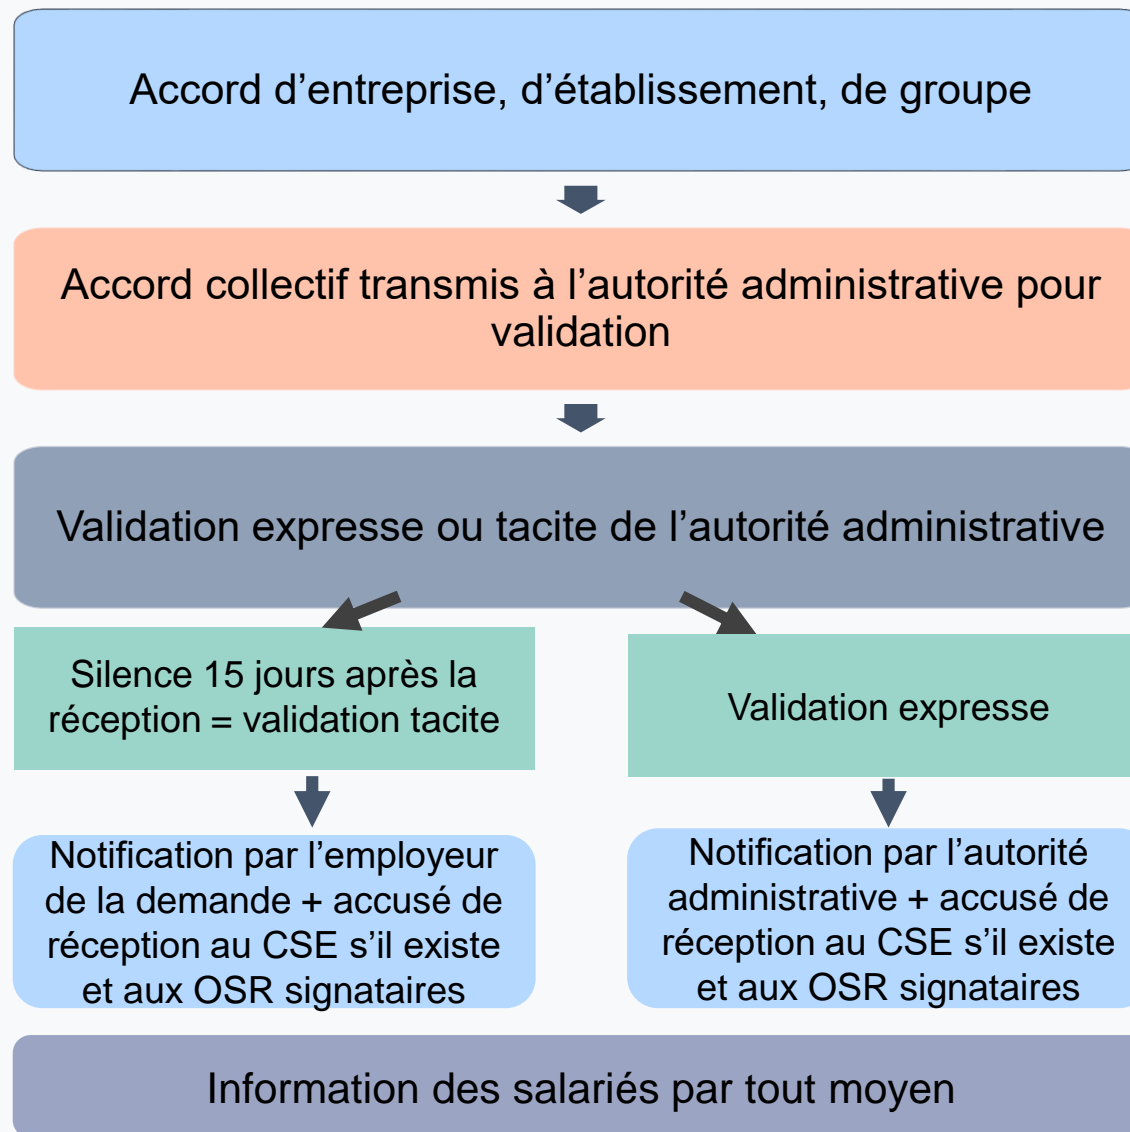 Accord d’entreprise, d’établissement, de groupe
Accord collectif transmis à l’autorité administrative pour
validation
Validation expresse ou tacite de l’autorité administrative
Silence 15 jours après la
réception = validation tacite
Validation expresse
Notification par l’employeur
de la demande + accusé de
réception au CSE s’il existe
et aux OSR signataires
Notification par l’autorité
administrative + accusé de
réception au CSE s’il existe
et aux OSR signataires
Information des salariés par tout moyen